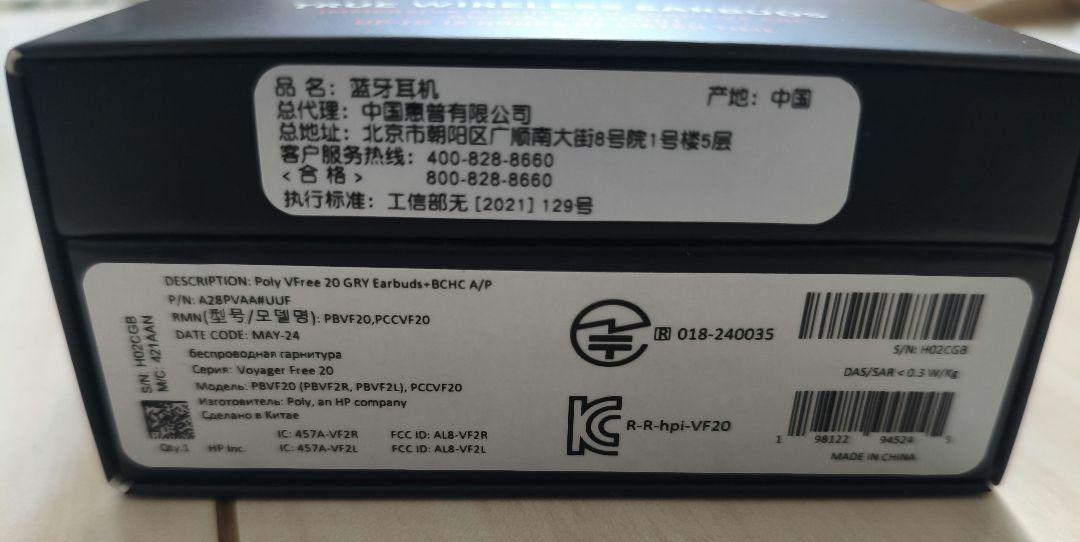 TRUE WIRELESS EARBUDS
品 名：蓝牙耳机
产地：中国
总代理：中国惠普有限公司
总地址：北京市朝阳区广顺南大街8号院1号楼5层
客户服务热线：400-828-8660
<合格> 800-828-8660
执行标准：工信部无 [2021] 129号
DESCRIPTION: Poly VFree 20 GRY Earbuds+BCHC A/P
P/N: A28PVAA#UUF
RMN(型号/모델명): PBVF20,PCCVF20
DATE CODE: MAY-24
беспроводная гарнитура
Серия: Voyager Free 20
Модель: PBVF20 (PBVF2R, PBVF2L), PCCVF20
Изготовитель: Poly, an HP company
Сделано в Китае
IC: 457A-VF2R FCC ID: AL8-VF2R
Qty.1 HP Inc. IC: 457A-VF2L FCC ID: AL8-VF2L
S/N: H02CGB
M/C: 421AAN
R 018-240035
KC R-R-hpi-VF20
S/N: H02CGB
DAS/SAR < 0.3 W/Kg
1 98122 94524 5
MADE IN CHINA